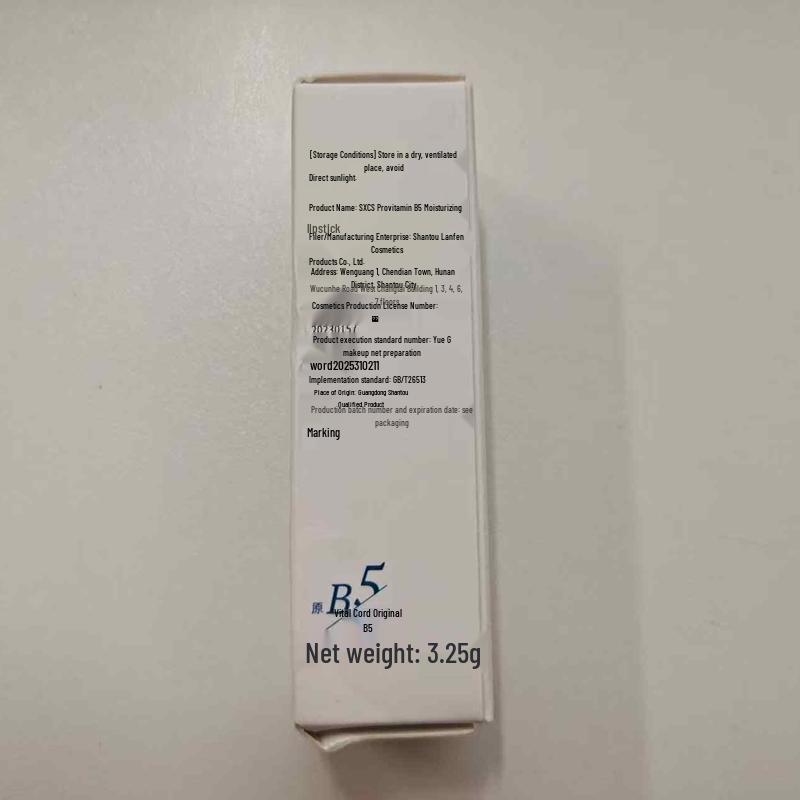 [Storage Conditions] Store in a dry, ventilated
place, avoid
Direct sunlight.
Product Name: SXCS Provitamin B5 Moisturizing
lipstick
Filer/Manufacturing Enterprise: Shantou Lanfen
Cosmetics
Products Co., Ltd.
Address: Wenguang 1, Chendian Town, Hunan
District, Shantou City
Wucunhe Road West Changtai Building 1, 3, 4, 6,
7 floors
Cosmetics Production License Number:
Product execution standard number: Yue G
makeup net preparation
word2025310211
Implementation standard: GB/T26513
Place of Origin: Guangdong Shantou
Qualified Product
Production batch number and expiration date: see
packaging
Marking
原 B5
Vital Cord Original
B5
Net weight: 3.25g